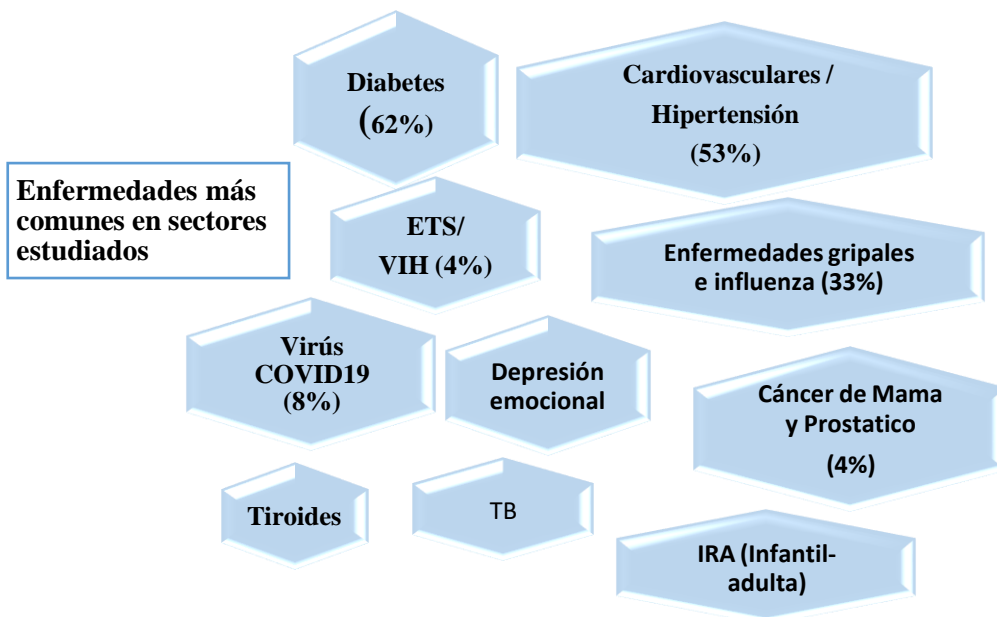 Diabetes
(62%)
Cardiovasculares /
Hipertensión
(53%)
Enfermedades más
comunes en sectores
estudiados
ETS/
VIH (4%)
Enfermedades gripales
e influenza (33%)
Virús
COVID19
(8%)
Depresión
emocional
Cáncer de Mama
y Prostatico
(4%)
Tiroides
TB
IRA (Infantil-
adulta)